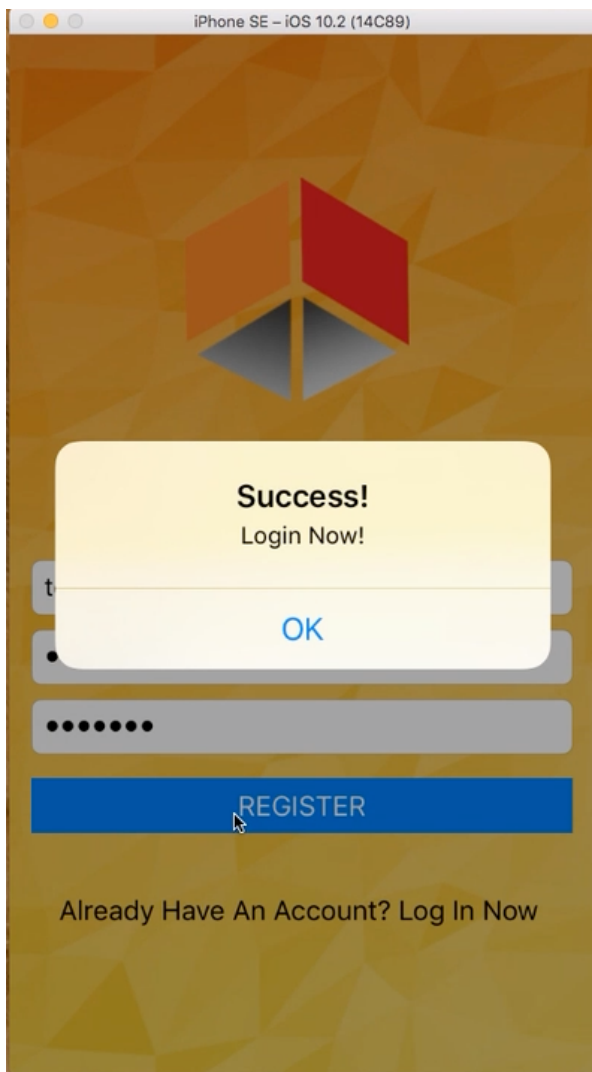 iPhone SE – iOS 10.2 (14C89)
Success!
Login Now!
t
OK
•
•••••••
REGISTER
Already Have An Account? Log In Now